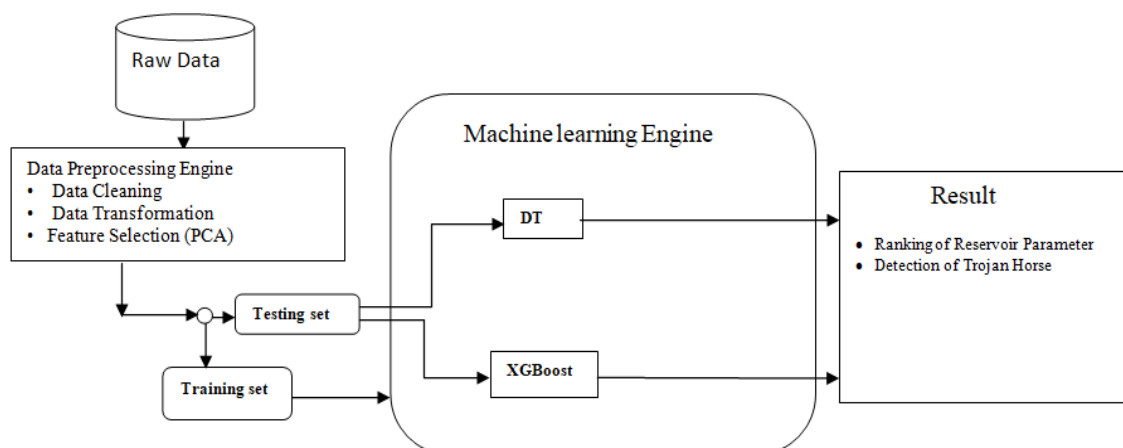 Raw Data
Data Preprocessing Engine
• Data Cleaning
• Data Transformation
• Feature Selection (PCA)
Testing set
Training set
Machine learning Engine
DT
XGBoost
Result
• Ranking of Reservoir Parameter
• Detection of Trojan Horse